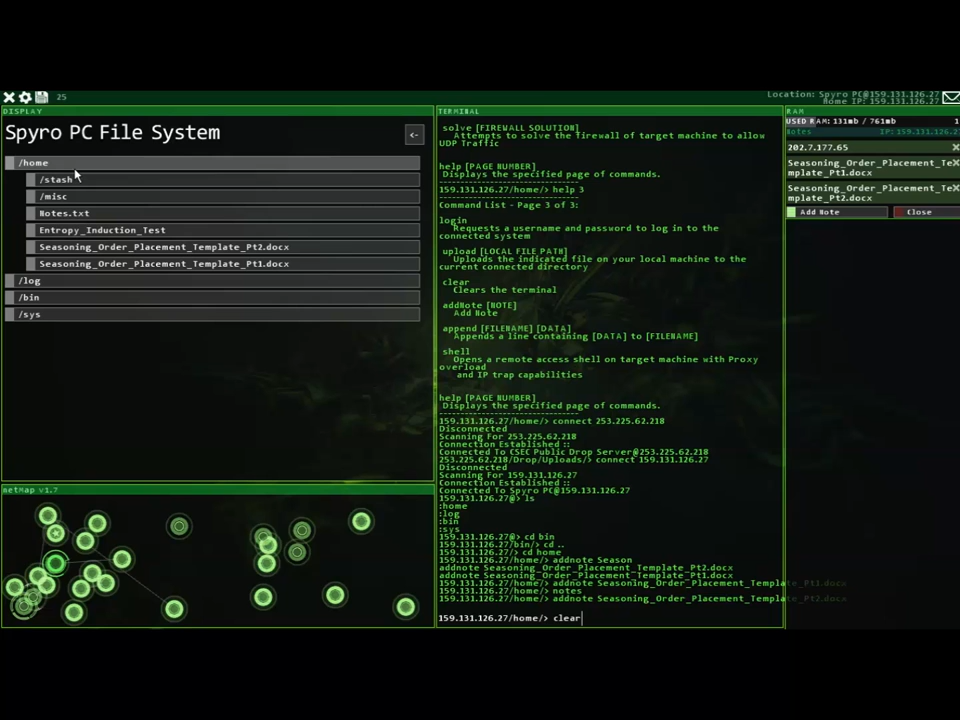 25
Location: Spyro PC@159.131.126.27
Home IP: 159.131.126.27
DISPLAY
Spyro PC File System
<-
/home
/stash
/misc
Notes.txt
Entropy_Induction_Test
Seasoning_Order_Placement_Template_Pt2.docx
Seasoning_Order_Placement_Template_Pt1.docx
/log
/bin
/sys
netMap v1.7
TERMINAL
solve [FIREWALL SOLUTION]
Attempts to solve the firewall of target machine to allow
UDP Traffic
help [PAGE NUMBER]
Displays the specified page of commands.
159.131.126.27/home/> help 3
Command List - Page 3 of 3:
login
Requests a username and password to log in to the
connected system
upload [LOCAL FILE PATH]
Uploads the indicated file on your local machine to the
current connected directory
clear
Clears the terminal
addNote [NOTE]
Add Note
append [FILENAME] [DATA]
Appends a line containing [DATA] to [FILENAME]
shell
Opens a remote access shell on target machine with Proxy
overload
and IP trap capabilities
help [PAGE NUMBER]
Displays the specified page of commands.
159.131.126.27/home/> connect 253.225.62.218
Disconnected
Scanning For 253.225.62.218
Connection Established ::
Connected To CSEC Public Drop Server@253.225.62.218
253.225.62.218/Drop/Uploads/> connect 159.131.126.27
Disconnected
Scanning For 159.131.126.27
Connection Established ::
Connected To Spyro PC@159.131.126.27
159.131.126.27@> ls
:home
:log
:bin
:sys
159.131.126.27@> cd bin
159.131.126.27/bin/> cd ..
159.131.126.27/> cd home
159.131.126.27/home/> addnote Season
addnote Seasoning_Order_Placement_Template_Pt2.docx
addnote Seasoning_Order_Placement_Template_Pt1.docx
159.131.126.27/home/> addnote Seasoning_Order_Placement_Template_Pt1.docx
159.131.126.27/home/> notes
159.131.126.27/home/> addnote Seasoning_Order_Placement_Template_Pt2.docx
159.131.126.27/home/> clear
RAM
USED RAM: 131mb / 761mb 1
Notes IP: 159.131.126.27
202.7.177.65
Seasoning_Order_Placement_Te
mplate_Pt1.docx
Seasoning_Order_Placement_Te
mplate_Pt2.docx
Add Note
Close